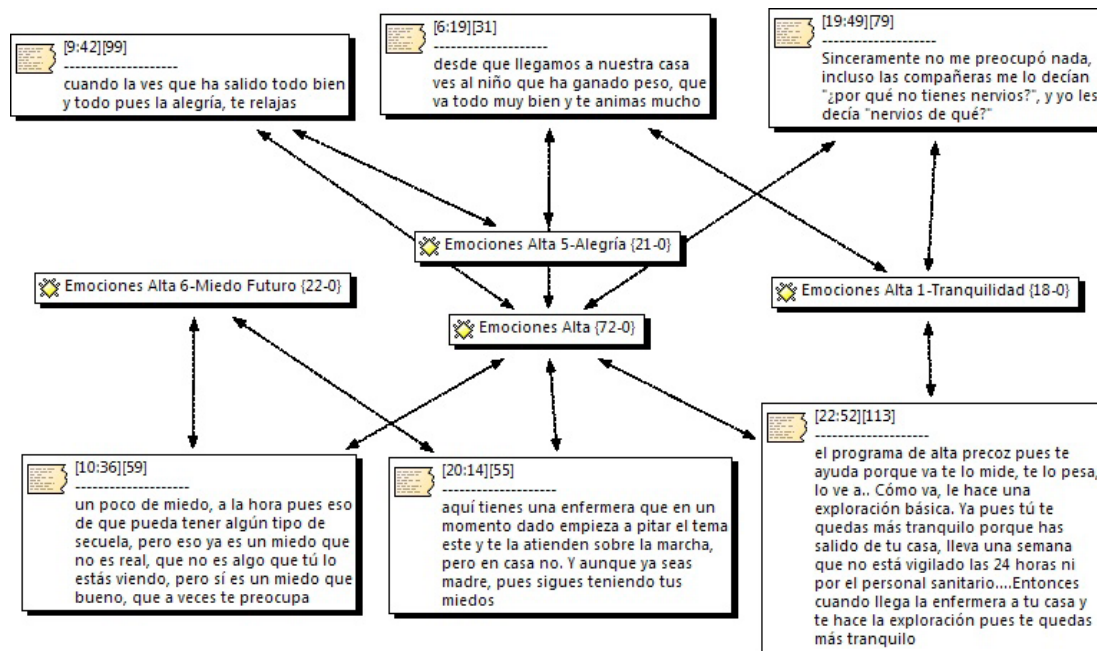 [9:42][99]
--------------------
cuando la ves que ha salido todo bien
y todo pues la alegría, te relajas
[6:19][31]
--------------------
desde que llegamos a nuestra casa
ves al niño que ha ganado peso, que
va todo muy bien y te animas mucho
[19:49][79]
--------------------
Sinceramente no me preocupó nada,
incluso las compañeras me lo decían
"¿por qué no tienes nervios?", y yo les
decía "nervios de qué?"
Emociones Alta 5-Alegría {21-0}
Emociones Alta 6-Miedo Futuro {22-0}
Emociones Alta 1-Tranquilidad {18-0}
Emociones Alta {72-0}
[10:36][59]
--------------------
un poco de miedo, a la hora pues eso
de que pueda tener algún tipo de
secuela, pero eso ya es un miedo que
no es real, que no es algo que tú lo
estás viendo, pero sí es un miedo que
bueno, que a veces te preocupa
[20:14][55]
--------------------
aquí tienes una enfermera que en un
momento dado empieza a pitar el tema
este y te la atienden sobre la marcha,
pero en casa no. Y aunque ya seas
madre, pues sigues teniendo tus
miedos
[22:52][113]
--------------------
el programa de alta precoz pues te
ayuda porque va te lo mide, te lo pesa,
lo ve a.. Cómo va, le hace una
exploración básica. Ya pues tú te
quedas más tranquilo porque has
salido de tu casa, lleva una semana
que no está vigilado las 24 horas ni
por el personal sanitario....Entonces
cuando llega la enfermera a tu casa y
te hace la exploración pues te quedas
más tranquilo